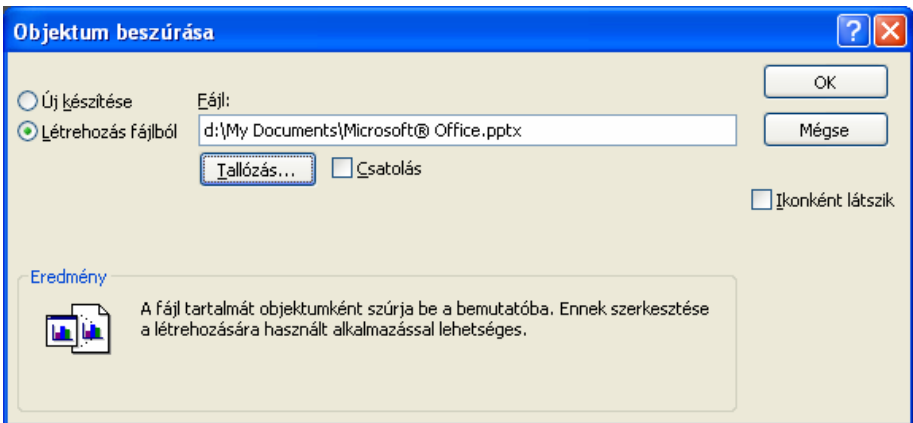 Objektum beszúrása
Új készítése
Létrehozás fájlból
Fájl:
d:\My Documents\Microsoft® Office.pptx
Tallózás...
Csatolás
OK
Mégse
Ikonként látszik
Eredmény
A fájl tartalmát objektumként szúrja be a bemutatóba. Ennek szerkesztése
a létrehozására használt alkalmazással lehetséges.